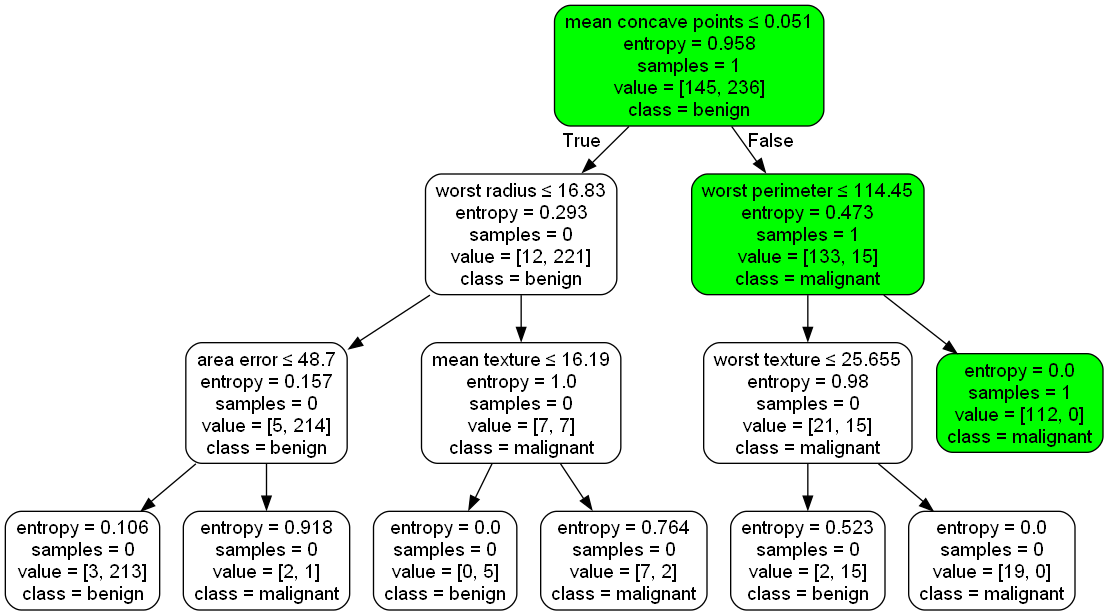 mean concave points ≤ 0.051
entropy = 0.958
samples = 1
value = [145, 236]
class = benign
True
False
worst radius ≤ 16.83
entropy = 0.293
samples = 0
value = [12, 221]
class = benign
worst perimeter ≤ 114.45
entropy = 0.473
samples = 1
value = [133, 15]
class = malignant
area error ≤ 48.7
entropy = 0.157
samples = 0
value = [5, 214]
class = benign
mean texture ≤ 16.19
entropy = 1.0
samples = 0
value = [7, 7]
class = malignant
worst texture ≤ 25.655
entropy = 0.98
samples = 0
value = [21, 15]
class = malignant
entropy = 0.0
samples = 1
value = [112, 0]
class = malignant
entropy = 0.106
samples = 0
value = [3, 213]
class = benign
entropy = 0.918
samples = 0
value = [2, 1]
class = malignant
entropy = 0.0
samples = 0
value = [0, 5]
class = benign
entropy = 0.764
samples = 0
value = [7, 2]
class = malignant
entropy = 0.523
samples = 0
value = [2, 15]
class = benign
entropy = 0.0
samples = 0
value = [19, 0]
class = malignant